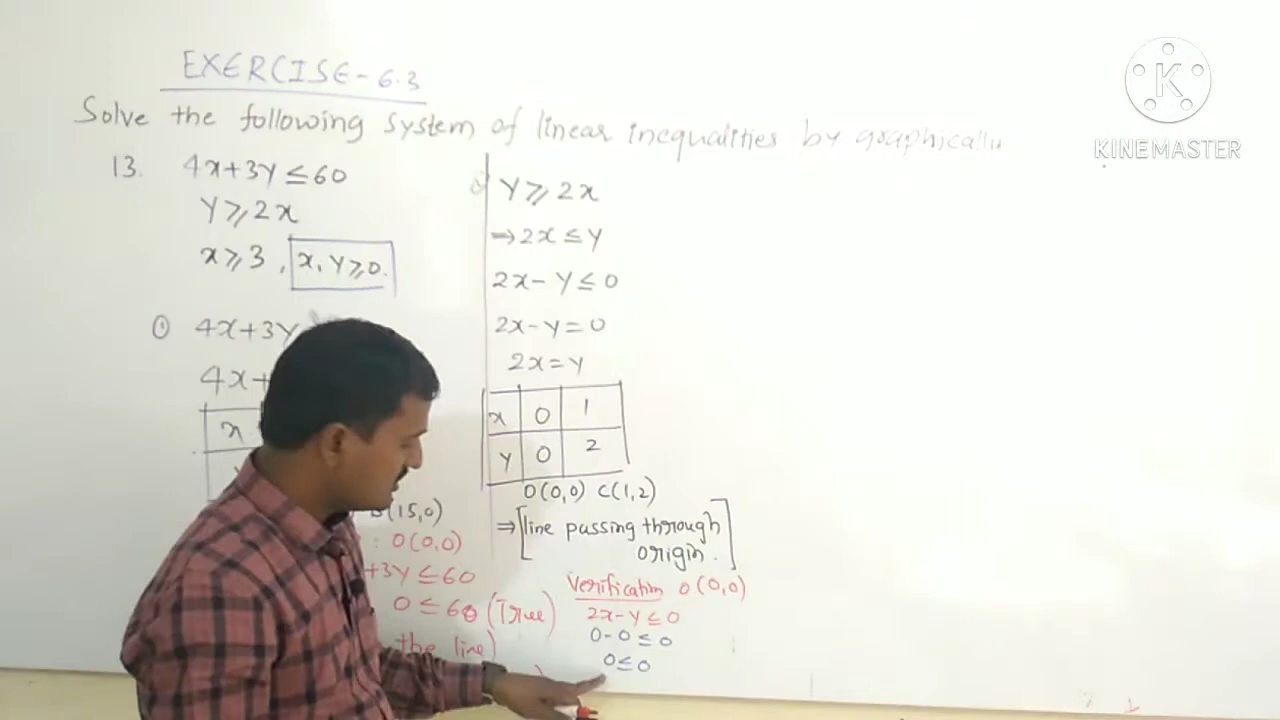 EXERCISE-6.3
Solve the following system of linear inequalities by graphically
13. 4x+3y ≤ 60
y ≥ 2x
x ≥ 3, x, y ≥ 0.
① 4x+3y
4x+
x
B(15,0)
: O(0,0)
+3y ≤ 60
0 ≤ 60 (True)
the line)
y ≥ 2x
⇒ 2x ≤ y
2x - y ≤ 0
2x - y = 0
2x = y
x 0 1
y 0 2
O(0,0) C(1,2)
⇒ [line passing through
origin.]
Verification O(0,0)
2x-y ≤ 0
0-0 ≤ 0
0 ≤ 0
K
KINEMASTER